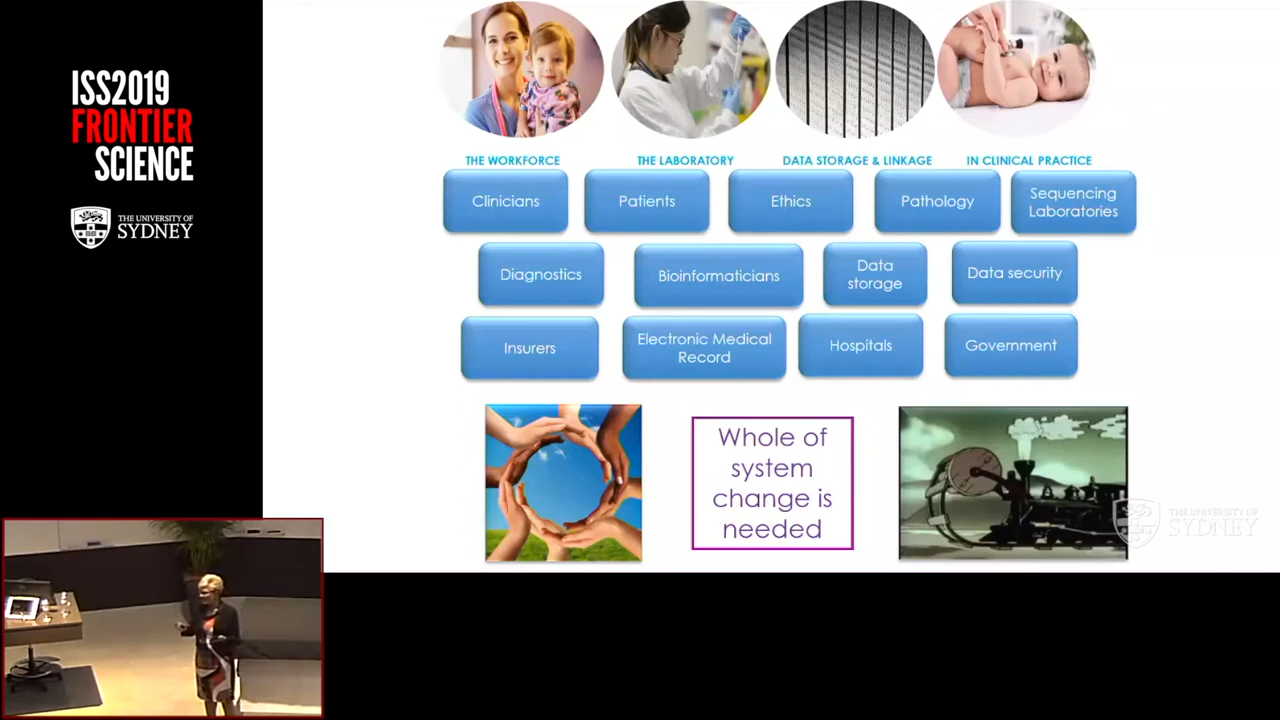 ISS2019
FRONTIER
SCIENCE
THE UNIVERSITY OF
SYDNEY
THE WORKFORCE
THE LABORATORY
DATA STORAGE & LINKAGE
IN CLINICAL PRACTICE
Clinicians
Patients
Ethics
Pathology
Sequencing
Laboratories
Diagnostics
Bioinformaticians
Data
storage
Data security
Insurers
Electronic Medical
Record
Hospitals
Government
Whole of
system
change is
needed
THE UNIVERSITY OF
SYDNEY